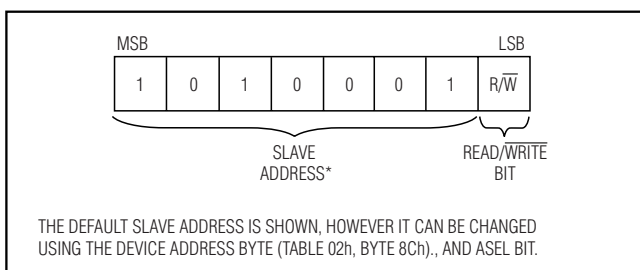 MSB LSB
1 0 1 0 0 0 1 R/W̅
SLAVE
ADDRESS*
READ/W̅R̅I̅T̅E̅
BIT
THE DEFAULT SLAVE ADDRESS IS SHOWN, HOWEVER IT CAN BE CHANGED
USING THE DEVICE ADDRESS BYTE (TABLE 02h, BYTE 8Ch)., AND ASEL BIT.